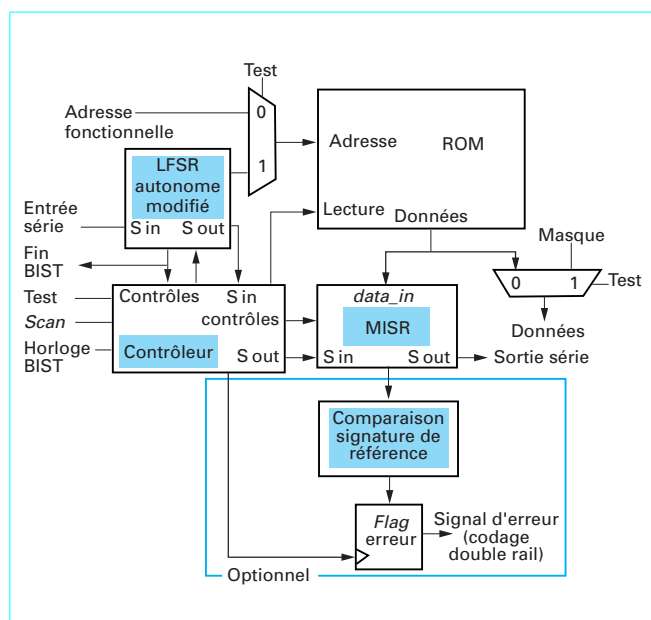 Test
Adresse
fonctionnelle
0
1
Adresse
ROM
Lecture
Données
LFSR
autonome
modifié
S in
S out
Entrée
série
Fin
BIST
Test
Scan
Horloge
BIST
Contrôles
S in
contrôles
Contrôleur
S out
data_in
MISR
S in
S out
Sortie série
Masque
0
1
Test
Données
Comparaison
signature de
référence
Flag
erreur
Signal d'erreur
(codage
double rail)
Optionnel